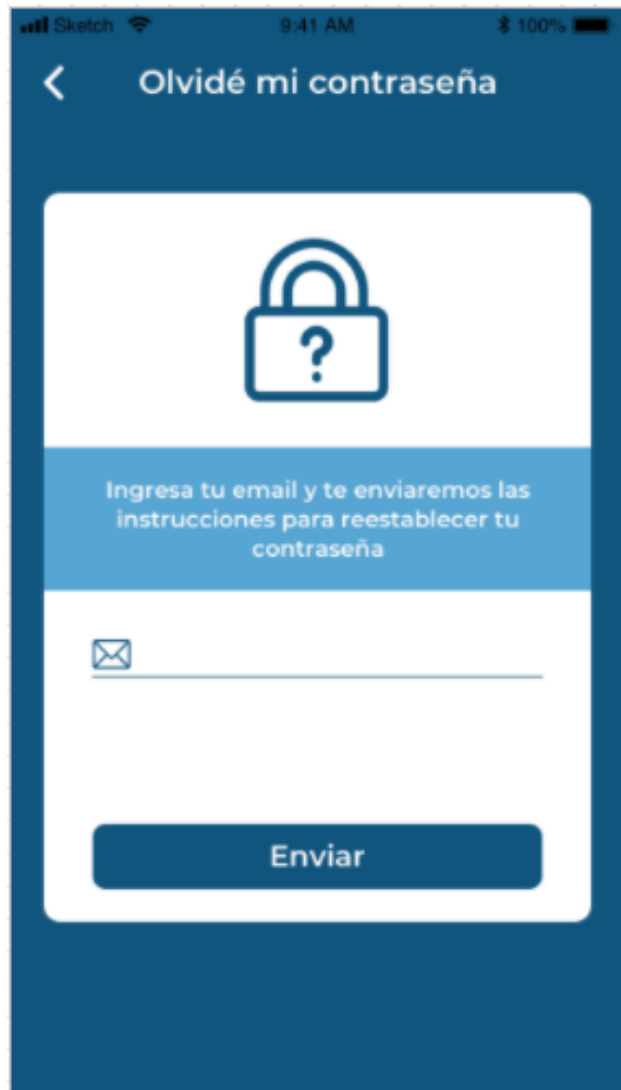 Sketch 9:41 AM 100%
Olvidé mi contraseña
?
Ingresa tu email y te enviaremos las
instrucciones para reestablecer tu
contraseña
Enviar